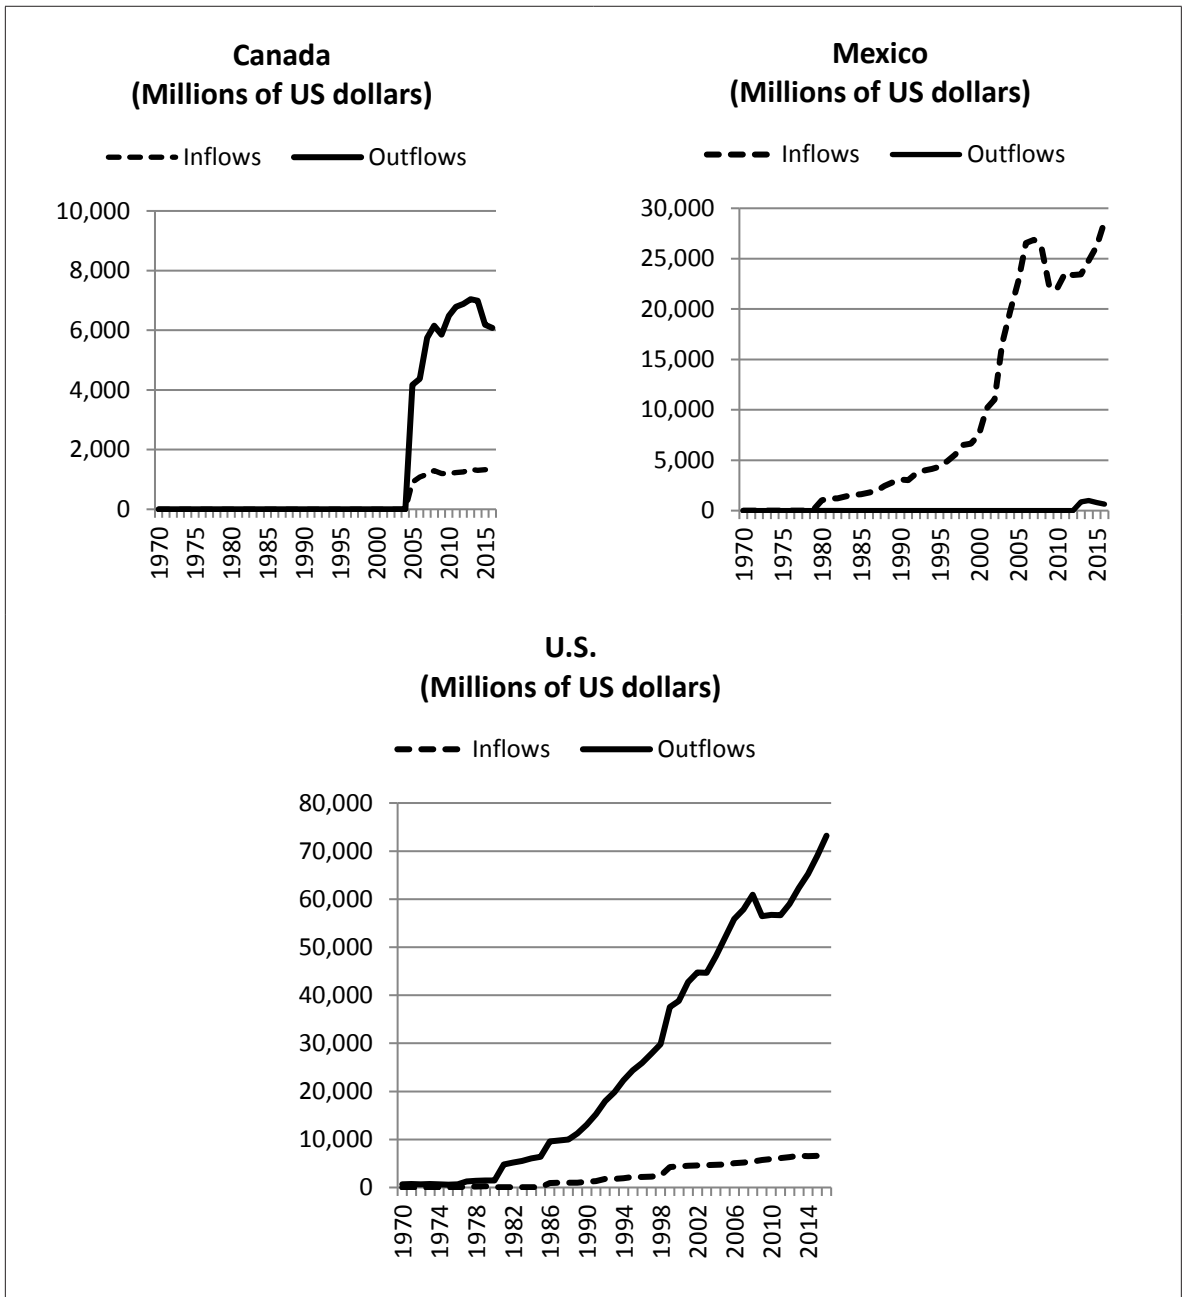 Canada
(Millions of US dollars)
Inflows Outflows
10,000
8,000
6,000
4,000
2,000
0
1970 1975 1980 1985 1990 1995 2000 2005 2010 2015
Mexico
(Millions of US dollars)
Inflows Outflows
30,000
25,000
20,000
15,000
10,000
5,000
0
1970 1975 1980 1985 1990 1995 2000 2005 2010 2015
U.S.
(Millions of US dollars)
Inflows Outflows
80,000
70,000
60,000
50,000
40,000
30,000
20,000
10,000
0
1970 1974 1978 1982 1986 1990 1994 1998 2002 2006 2010 2014